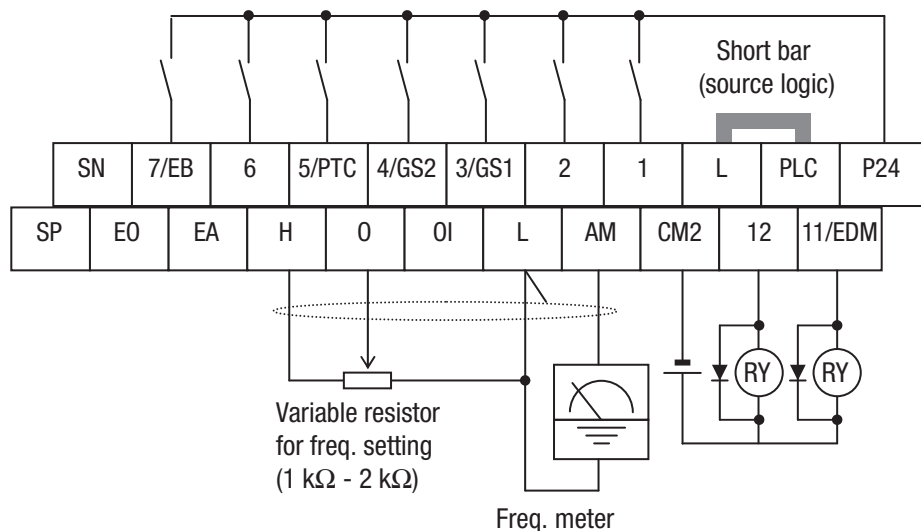 Short bar
(source logic)
SN 7/EB 6 5/PTC 4/GS2 3/GS1 2 1 L PLC P24
SP EO EA H O OI L AM CM2 12 11/EDM
RY RY
Variable resistor
for freq. setting
(1 kΩ - 2 kΩ)
Freq. meter